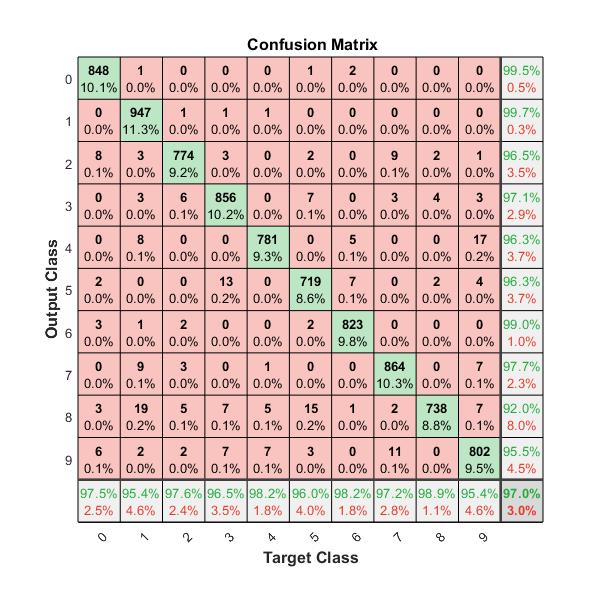 Confusion Matrix
0 848 1 0 0 0 1 2 0 0 0 99.5%
10.1% 0.0% 0.0% 0.0% 0.0% 0.0% 0.0% 0.0% 0.0% 0.0% 0.5%
1 0 947 1 1 1 0 0 0 0 0 99.7%
0.0% 11.3% 0.0% 0.0% 0.0% 0.0% 0.0% 0.0% 0.0% 0.0% 0.3%
2 8 3 774 3 0 2 0 9 2 1 96.5%
0.1% 0.0% 9.2% 0.0% 0.0% 0.0% 0.0% 0.1% 0.0% 0.0% 3.5%
3 0 3 6 856 0 7 0 3 4 3 97.1%
0.0% 0.0% 0.1% 10.2% 0.0% 0.1% 0.0% 0.0% 0.0% 0.0% 2.9%
4 0 8 0 0 781 0 5 0 0 17 96.3%
0.0% 0.1% 0.0% 0.0% 9.3% 0.0% 0.1% 0.0% 0.0% 0.2% 3.7%
5 2 0 0 13 0 719 7 0 2 4 96.3%
0.0% 0.0% 0.0% 0.2% 0.0% 8.6% 0.1% 0.0% 0.0% 0.0% 3.7%
6 3 1 2 0 0 2 823 0 0 0 99.0%
0.0% 0.0% 0.0% 0.0% 0.0% 0.0% 9.8% 0.0% 0.0% 0.0% 1.0%
7 0 9 3 0 1 0 0 864 0 7 97.7%
0.0% 0.1% 0.0% 0.0% 0.0% 0.0% 0.0% 10.3% 0.0% 0.1% 2.3%
8 3 19 5 7 5 15 1 2 738 7 92.0%
0.0% 0.2% 0.1% 0.1% 0.1% 0.2% 0.0% 0.0% 8.8% 0.1% 8.0%
9 6 2 2 7 7 3 0 11 0 802 95.5%
0.1% 0.0% 0.0% 0.1% 0.1% 0.0% 0.0% 0.1% 0.0% 9.5% 4.5%
97.5% 95.4% 97.6% 96.5% 98.2% 96.0% 98.2% 97.2% 98.9% 95.4% 97.0%
2.5% 4.6% 2.4% 3.5% 1.8% 4.0% 1.8% 2.8% 1.1% 4.6% 3.0%
0 1 2 3 4 5 6 7 8 9
Target Class
Output Class